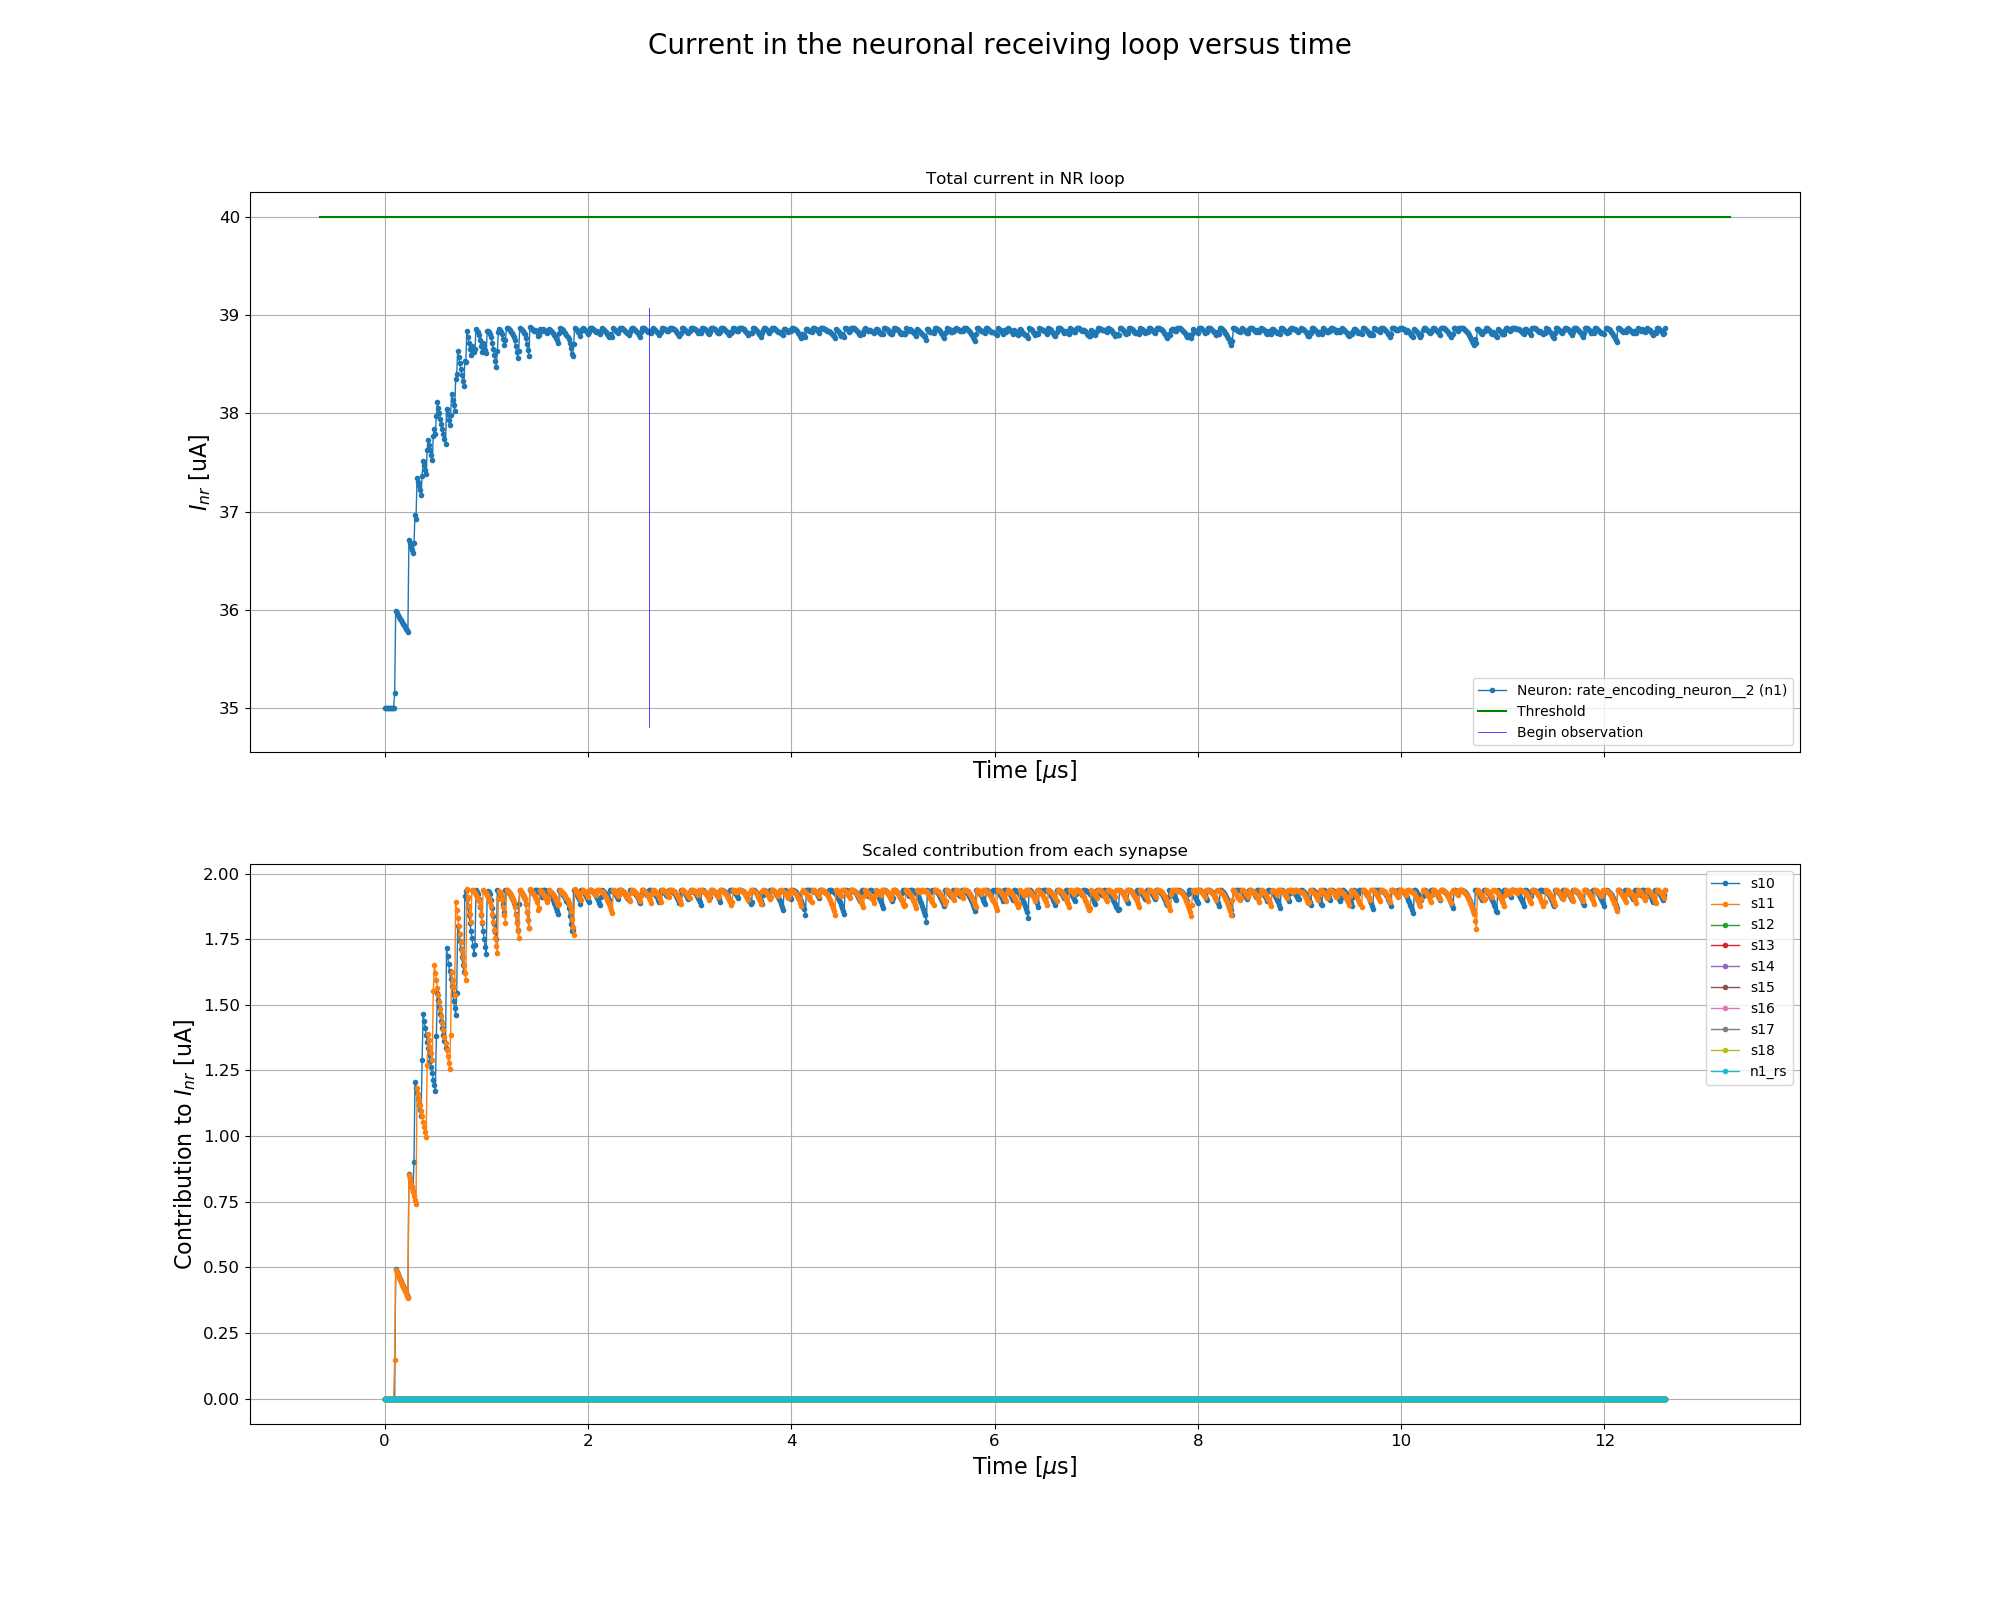 Current in the neuronal receiving loop versus time
Total current in NR loop
40
39
38
37
36
35
I_nr [uA]
Neuron: rate_encoding_neuron__2 (n1)
Threshold
Begin observation
Time [μs]
Scaled contribution from each synapse
2.00
1.75
1.50
1.25
1.00
0.75
0.50
0.25
0.00
Contribution to I_nr [uA]
s10
s11
s12
s13
s14
s15
s16
s17
s18
n1_rs
0 2 4 6 8 10 12
Time [μs]